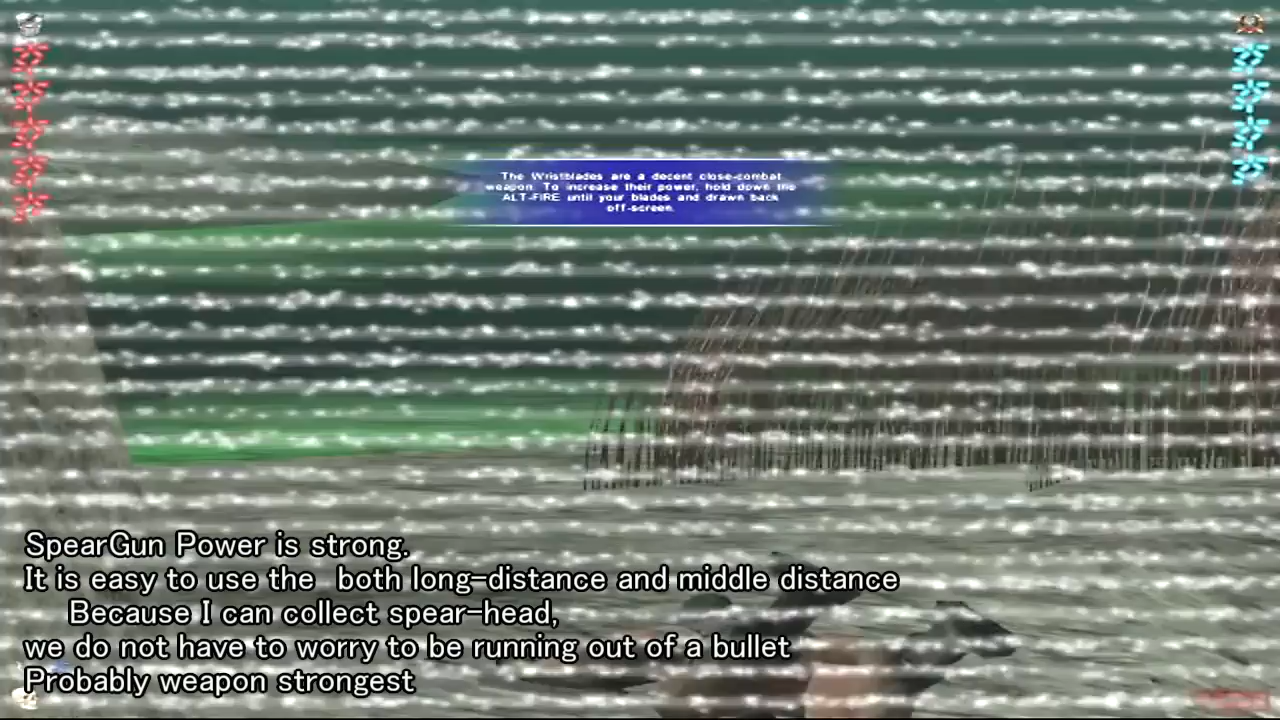 The Wristblades are a decent close-combat
weapon. To increase their power, hold down the
ALT-FIRE until your blades and drawn back
off-screen.
SpearGun Power is strong.
It is easy to use the both long-distance and middle distance
Because I can collect spear-head,
we do not have to worry to be running out of a bullet
Probably weapon strongest